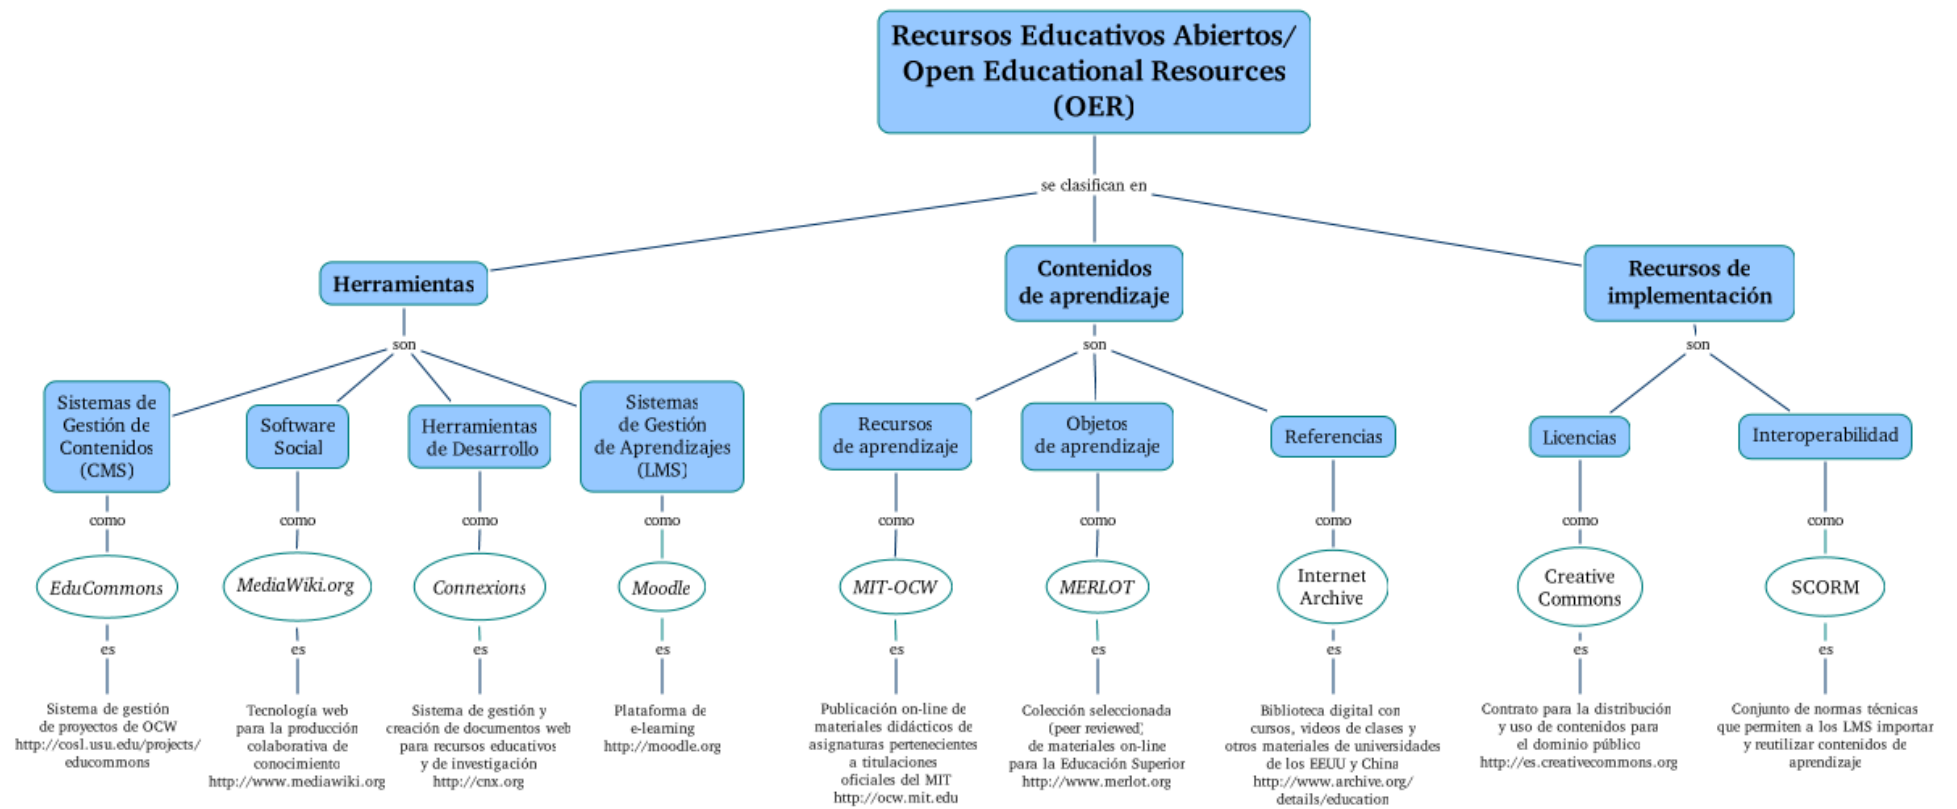 Recursos Educativos Abiertos/
Open Educational Resources
(OER)
se clasifican en
Herramientas
Contenidos
de aprendizaje
Recursos de
implementación
son
son
son
Sistemas de
Gestión de
Contenidos
(CMS)
Software
Social
Herramientas
de Desarrollo
Sistemas
de Gestión
de Aprendizajes
(LMS)
Recursos
de aprendizaje
Objetos
de aprendizaje
Referencias
Licencias
Interoperabilidad
como
como
como
como
como
como
como
como
como
EduCommons
MediaWiki.org
Connexions
Moodle
MIT-OCW
MERLOT
Internet
Archive
Creative
Commons
SCORM
es
es
es
es
es
es
es
es
es
Sistema de gestión
de proyectos de OCW
http://cosl.usu.edu/projects/
educommons
Tecnología web
para la producción
colaborativa de
conocimiento
http://www.mediawiki.org
Sistema de gestión y
creación de documentos web
para recursos educativos
y de investigación
http://cnx.org
Plataforma de
e-learning
http://moodle.org
Publicación on-line de
materiales didácticos de
asignaturas pertenecientes
a titulaciones
oficiales del MIT
http://ocw.mit.edu
Colección seleccionada
(peer reviewed)
de materiales on-line
para la Educación Superior
http://www.merlot.org
Biblioteca digital con
cursos, videos de clases y
otros materiales de universidades
de los EEUU y China
http://www.archive.org/
details/education
Contrato para la distribución
y uso de contenidos para
el dominio público
http://es.creativecommons.org
Conjunto de normas técnicas
que permiten a los LMS importar
y reutilizar contenidos de
aprendizaje